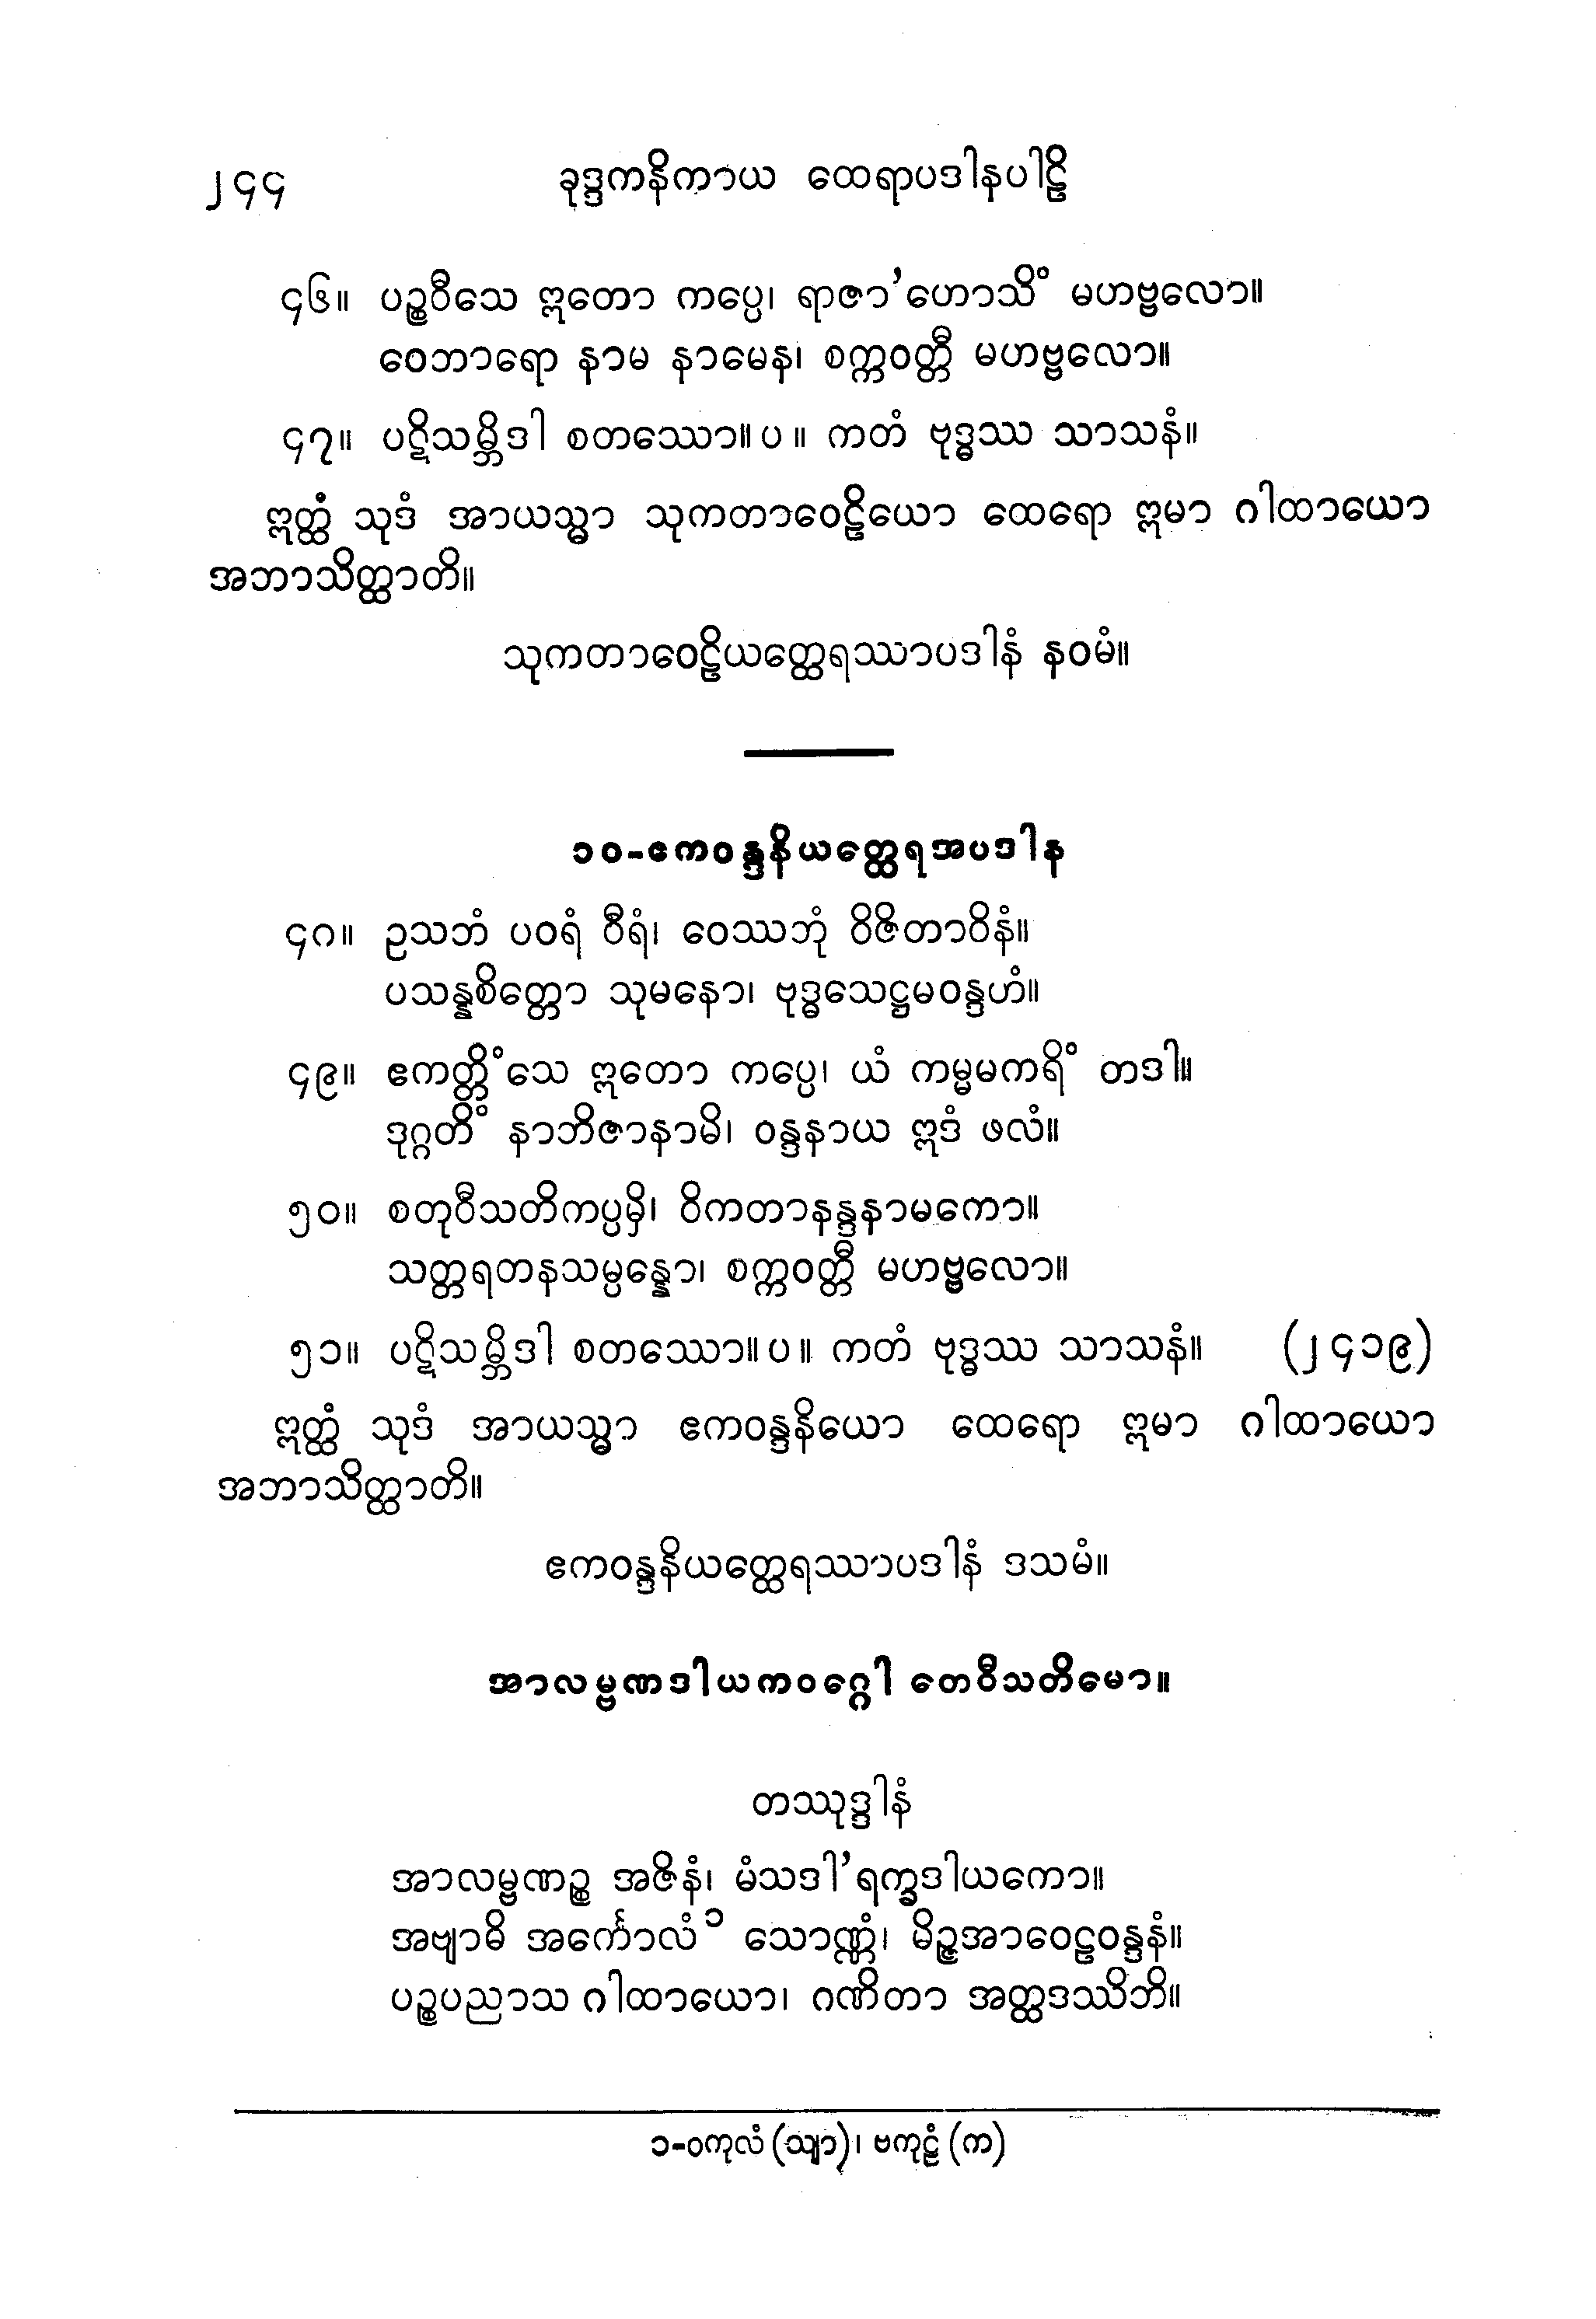 ၂၄၄ ခုဒ္ဒကနိကာယ ထေရာပဒါနပါဠိ
၄၆။ ပဉ္စဝီသေ ဣတော ကပ္ပေ၊ ရာဇာ’ဟောသိံ မဟဗ္ဗလော။
ဝေဘာရော နာမ နာမေန၊ စက္ကဝတ္တီ မဟဗ္ဗလော။
၄၇။ ပဋိသမ္ဘိဒါ စတဿော။ပ။ ကတံ ဗုဒ္ဓဿ သာသနံ။
ဣတ္ထံ သုဒံ အာယသ္မာ သုကတာဝေဠိယော ထေရော ဣမာ ဂါထာယော
အဘာသိတ္ထာတိ။
သုကတာဝေဠိယတ္ထေရဿာပဒါနံ နဝမံ။
၁၀-ဧကဝန္ဒနိယတ္ထေရအပဒါန
၄၈။ ဥသဘံ ပဝရံ ဝီရံ၊ ဝေဿဘုံ ဝိဇိတာဝိနံ။
ပသန္နစိတ္တော သုမနော၊ ဗုဒ္ဓသေဋ္ဌမဝန္ဒဟံ။
၄၉။ ဧကတ္တိံသေ ဣတော ကပ္ပေ၊ ယံ ကမ္မမကရိံ တဒါ။
ဒုဂ္ဂတိံ နာဘိဇာနာမိ၊ ဝန္ဒနာယ ဣဒံ ဖလံ။
၅၀။ စတုဝီသတိကပ္ပမှိ၊ ဝိကတာနန္ဒနာမကော။
သတ္တရတနသမ္ပန္နော၊ စက္ကဝတ္တီ မဟဗ္ဗလော။
၅၁။ ပဋိသမ္ဘိဒါ စတဿော။ပ။ ကတံ ဗုဒ္ဓဿ သာသနံ။ (၂၄၁၉)
ဣတ္ထံ သုဒံ အာယသ္မာ ဧကဝန္ဒနိယော ထေရော ဣမာ ဂါထာယော
အဘာသိတ္ထာတိ။
ဧကဝန္ဒနိယတ္ထေရဿာပဒါနံ ဒသမံ။
အာလမ္ဗဏဒါယကဝဂ္ဂေါ တေဝီသတိမော။
တဿုဒ္ဒါနံ
အာလမ္ဗဏဉ္စ အဇိနံ၊ မံသဒါ’ရက္ခဒါယကော။
အဗျာဓိ အင်္ကောလံ ၁ သောဏ္ဏံ၊ မိဉ္ဇအာဝေဠဝန္ဒနံ။
ပဉ္စပညာသ ဂါထာယော၊ ဂဏိတာ အတ္ထဒဿိဘိ။
၁-ဝကုလံ (သျာ)၊ ဗကုဠံ (က)